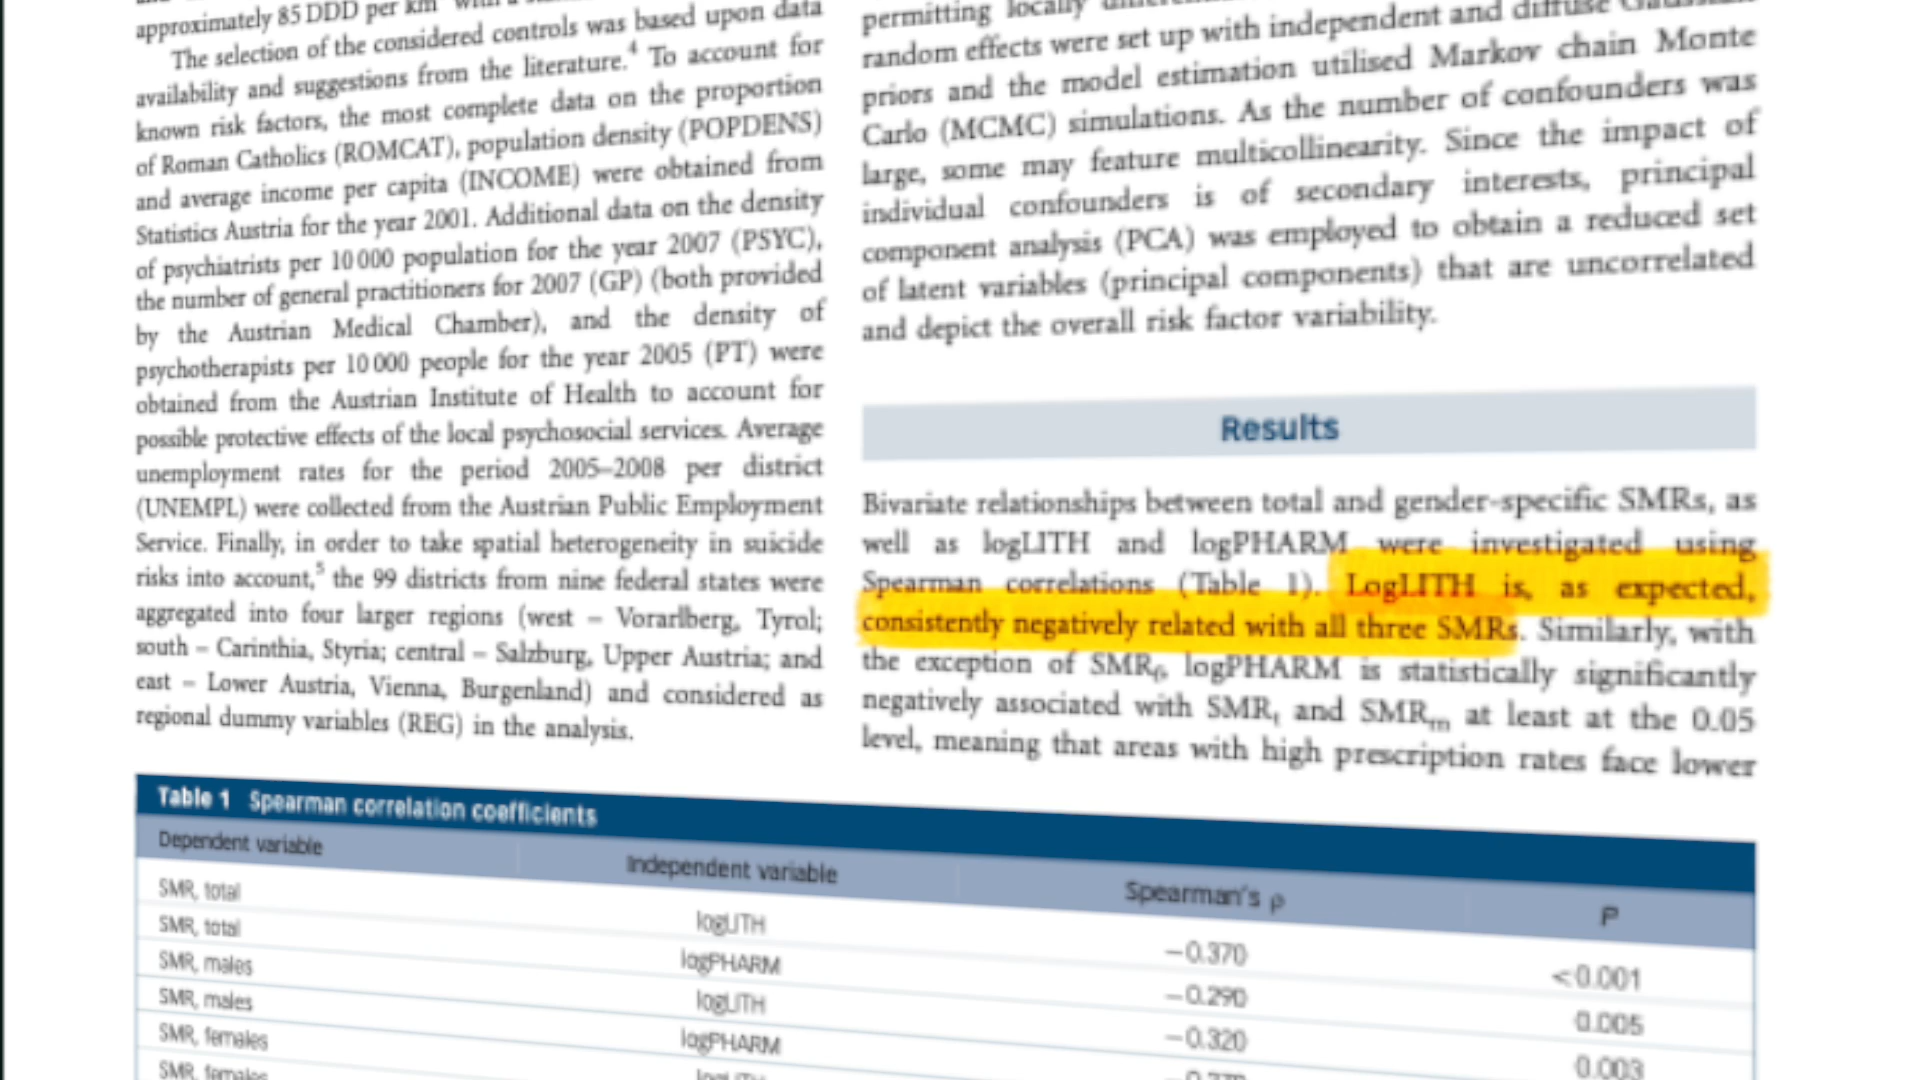 approximately 85 DDD per km
The selection of the considered controls was based upon data
availability and suggestions from the literature.4 To account for
known risk factors, the most complete data on the proportion
of Roman Catholics (ROMCAT), population density (POPDENS)
and average income per capita (INCOME) were obtained from
Statistics Austria for the year 2001. Additional data on the density
of psychiatrists per 10 000 population for the year 2007 (PSYC),
the number of general practitioners for 2007 (GP) (both provided
by the Austrian Medical Chamber), and the density of
psychotherapists per 10 000 people for the year 2005 (PT) were
obtained from the Austrian Institute of Health to account for
possible protective effects of the local psychosocial services. Average
unemployment rates for the period 2005–2008 per district
(UNEMPL) were collected from the Austrian Public Employment
Service. Finally, in order to take spatial heterogeneity in suicide
risks into account,5 the 99 districts from nine federal states were
aggregated into four larger regions (west – Vorarlberg, Tyrol;
south – Carinthia, Styria; central – Salzburg, Upper Austria; and
east – Lower Austria, Vienna, Burgenland) and considered as
regional dummy variables (REG) in the analysis.
permitting locally
random effects were set up with independent and diffuse Gaussian
priors and the model estimation utilised Markov chain Monte
Carlo (MCMC) simulations. As the number of confounders was
large, some may feature multicollinearity. Since the impact of
individual confounders is of secondary interests, principal
component analysis (PCA) was employed to obtain a reduced set
of latent variables (principal components) that are uncorrelated
and depict the overall risk factor variability.
Results
Bivariate relationships between total and gender-specific SMRs, as
well as logLITH and logPHARM were investigated using
Spearman correlations (Table 1). LogLITH is, as expected,
consistently negatively related with all three SMRs. Similarly, with
the exception of SMRf, logPHARM is statistically significantly
negatively associated with SMRt and SMRm at least at the 0.05
level, meaning that areas with high prescription rates face lower
Table 1 Spearman correlation coefficients
Dependent variable Independent variable Spearman's ρ P
SMR, total logLITH −0.370 <0.001
SMR, total logPHARM −0.290 0.005
SMR, males logLITH −0.320 0.003
SMR, males logPHARM
SMR, females logLITH
SMR, females